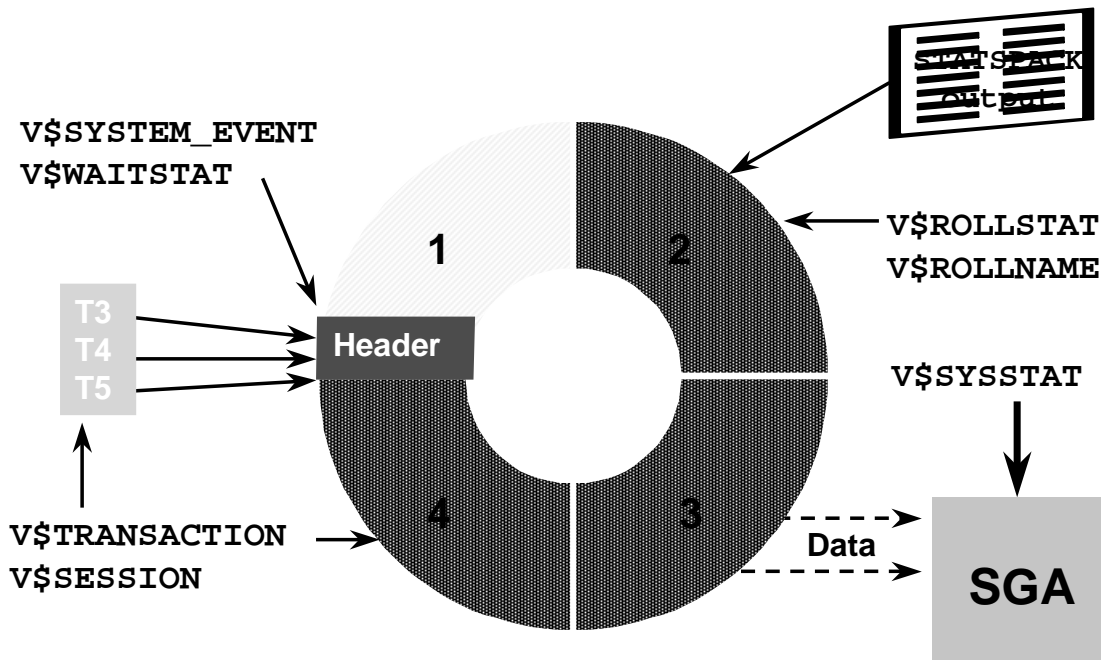 STATSPACK
output
V$SYSTEM_EVENT
V$WAITSTAT
1
2
V$ROLLSTAT
V$ROLLNAME
T3
T4
T5
Header
V$SYSSTAT
4
3
V$TRANSACTION
V$SESSION
Data
SGA